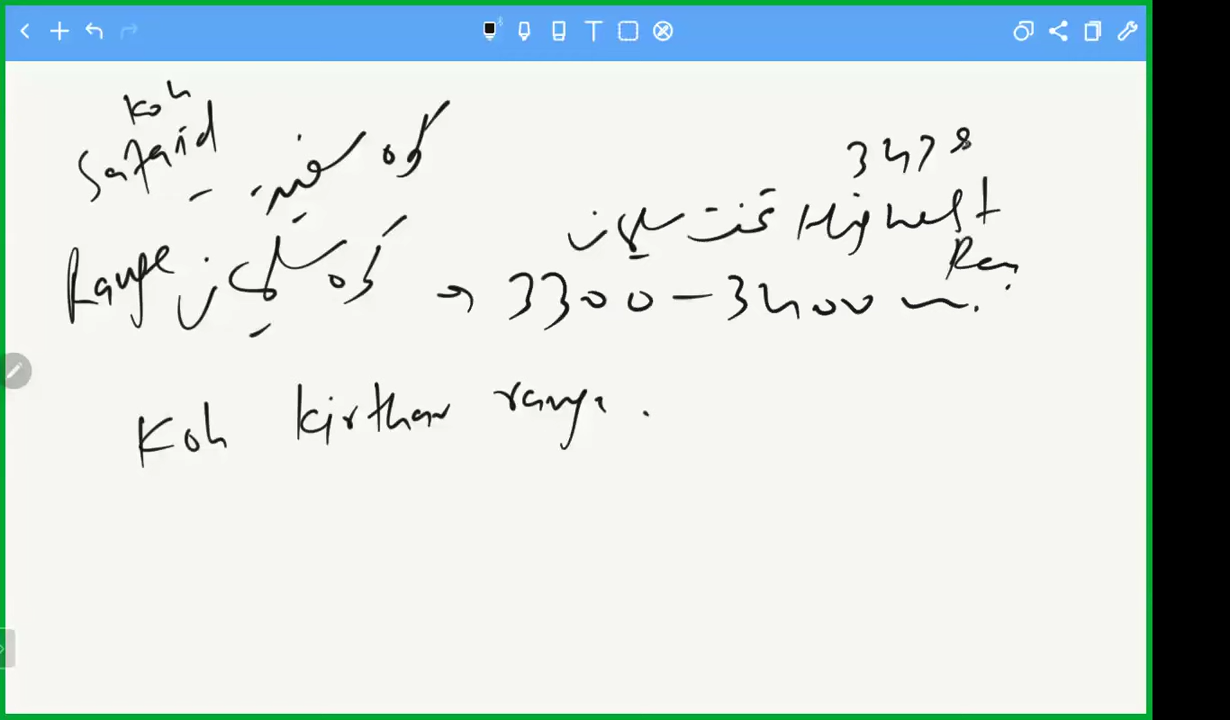 Koh
Safaid - کوہ سفید
3478
Range کوہ سلیمان تخت سلیمان Highest
→ 3300 - 3400 m.
Koh kirthar range.